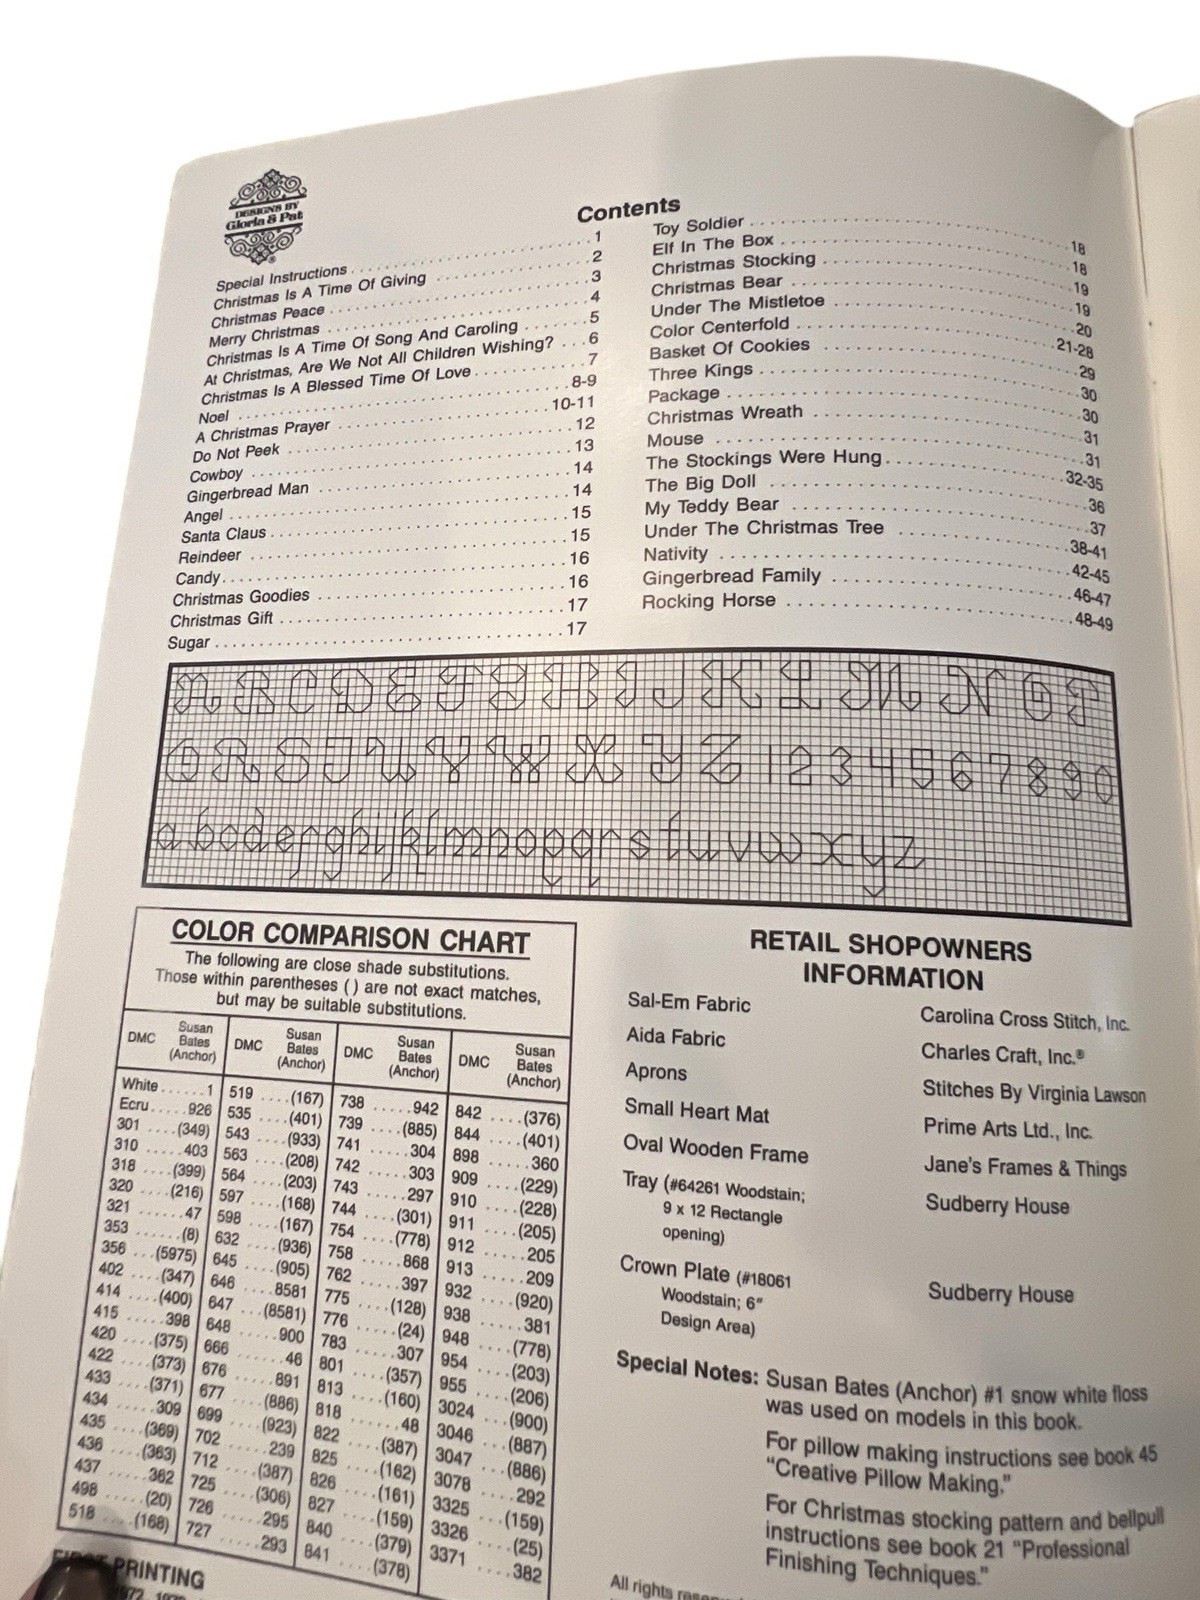 DESIGNS BY
Gloria & Pat
Contents
Special Instructions 1
Christmas Is A Time Of Giving 2
Christmas Peace 3
Merry Christmas 4
Christmas Is A Time Of Song And Caroling 5
At Christmas, Are We Not All Children Wishing? 6
Christmas Is A Blessed Time Of Love 7
Noel 8-9
A Christmas Prayer 10-11
Do Not Peek 12
Cowboy 13
Gingerbread Man 14
Angel 14
Santa Claus 15
Reindeer 15
Candy 16
Christmas Goodies 16
Christmas Gift 17
Sugar 17
Toy Soldier 18
Elf In The Box 18
Christmas Stocking 19
Christmas Bear 19
Under The Mistletoe 20
Color Centerfold 21-28
Basket Of Cookies 29
Three Kings 30
Package 30
Christmas Wreath 31
Mouse 31
The Stockings Were Hung 32-35
The Big Doll 36
My Teddy Bear 37
Under The Christmas Tree 38-41
Nativity 42-45
Gingerbread Family 46-47
Rocking Horse 48-49
A B C D E F G H I J K L M N O P
Q R S T U V W X Y Z 1 2 3 4 5 6 7 8 9 0
a b c d e f g h i j k l m n o p q r s t u v w x y z
COLOR COMPARISON CHART
The following are close shade substitutions.
Those within parentheses ( ) are not exact matches,
but may be suitable substitutions.
DMC Susan Bates (Anchor)
White 1
Ecru 926
301 (349)
310 403
318 (399)
320 (216)
321 47
353 (8)
356 (5975)
402 (347)
414 (400)
415 398
420 (375)
422 (373)
433 (371)
434 309
435 (369)
436 (363)
437 362
498 (20)
518 (168)
DMC Susan Bates (Anchor)
519 (167)
535 (401)
543 (933)
563 (208)
564 (203)
597 (168)
598 (167)
632 (936)
645 (905)
646 8581
647 (8581)
648 900
666 46
676 891
677 (886)
699 (923)
702 239
712 (387)
725 (306)
726 295
727 293
DMC Susan Bates (Anchor)
738 942
739 (885)
741 304
742 303
743 297
744 (301)
754 (778)
758 868
762 397
775 (128)
776 (24)
783 307
801 (357)
813 (160)
818 48
822 (387)
825 (162)
826 (161)
827 (159)
840 (379)
841 (378)
DMC Susan Bates (Anchor)
842 (376)
844 (401)
898 360
909 (229)
910 (228)
911 (205)
912 205
913 209
932 (920)
938 381
948 (778)
954 (203)
955 (206)
3024 (900)
3046 (887)
3047 (886)
3078 292
3325 (159)
3326 (25)
3371 382
RETAIL SHOPOWNERS
INFORMATION
Sal-Em Fabric Carolina Cross Stitch, Inc.
Aida Fabric Charles Craft, Inc.®
Aprons Stitches By Virginia Lawson
Small Heart Mat Prime Arts Ltd., Inc.
Oval Wooden Frame Jane's Frames & Things
Tray (#64261 Woodstain; Sudberry House
9 x 12 Rectangle
opening)
Crown Plate (#18061 Sudberry House
Woodstain; 6"
Design Area)
Special Notes: Susan Bates (Anchor) #1 snow white floss
was used on models in this book.
For pillow making instructions see book 45
"Creative Pillow Making."
For Christmas stocking pattern and bellpull
instructions see book 21 "Professional
Finishing Techniques."
FIRST PRINTING
All rights